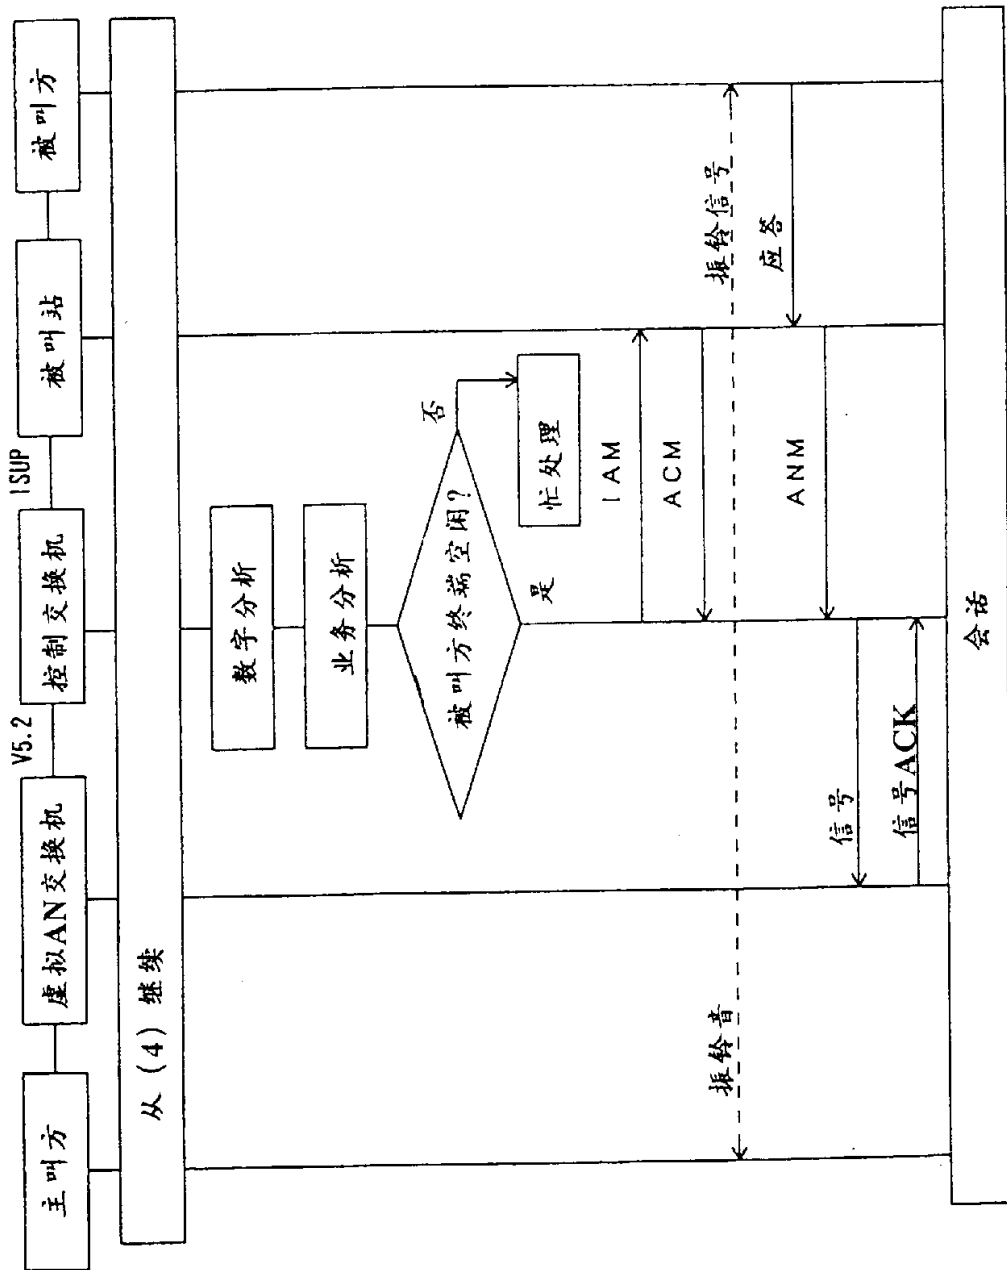 主叫方
虚拟AN交换机
V5.2
控制交换机
ISUP
被叫站
被叫方
从(4)继续
数字分析
业务分析
被叫方终端空闲?
否
是
忙处理
IAM
ACM
振铃音
振铃信号
应答
ANM
信号
信号ACK
会话